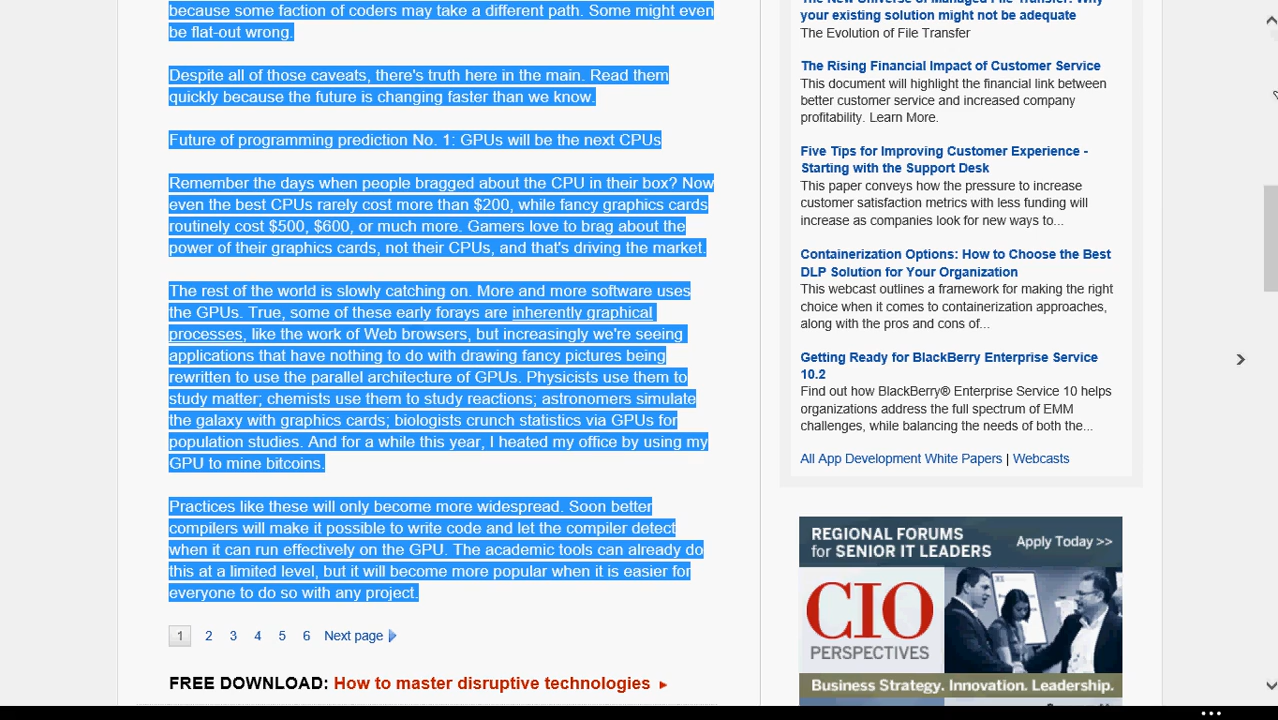 because some faction of coders may take a different path. Some might even
be flat-out wrong.
Despite all of those caveats, there's truth here in the main. Read them
quickly because the future is changing faster than we know.
Future of programming prediction No. 1: GPUs will be the next CPUs
Remember the days when people bragged about the CPU in their box? Now
even the best CPUs rarely cost more than $200, while fancy graphics cards
routinely cost $500, $600, or much more. Gamers love to brag about the
power of their graphics cards, not their CPUs, and that's driving the market.
The rest of the world is slowly catching on. More and more software uses
the GPUs. True, some of these early forays are inherently graphical
processes, like the work of Web browsers, but increasingly we're seeing
applications that have nothing to do with drawing fancy pictures being
rewritten to use the parallel architecture of GPUs. Physicists use them to
study matter; chemists use them to study reactions; astronomers simulate
the galaxy with graphics cards; biologists crunch statistics via GPUs for
population studies. And for a while this year, I heated my office by using my
GPU to mine bitcoins.
Practices like these will only become more widespread. Soon better
compilers will make it possible to write code and let the compiler detect
when it can run effectively on the GPU. The academic tools can already do
this at a limited level, but it will become more popular when it is easier for
everyone to do so with any project.
1 2 3 4 5 6 Next page
FREE DOWNLOAD: How to master disruptive technologies
The New Universe of Managed File Transfer: Why
your existing solution might not be adequate
The Evolution of File Transfer
The Rising Financial Impact of Customer Service
This document will highlight the financial link between
better customer service and increased company
profitability. Learn More.
Five Tips for Improving Customer Experience -
Starting with the Support Desk
This paper conveys how the pressure to increase
customer satisfaction metrics with less funding will
increase as companies look for new ways to...
Containerization Options: How to Choose the Best
DLP Solution for Your Organization
This webcast outlines a framework for making the right
choice when it comes to containerization approaches,
along with the pros and cons of...
Getting Ready for BlackBerry Enterprise Service
10.2
Find out how BlackBerry® Enterprise Service 10 helps
organizations address the full spectrum of EMM
challenges, while balancing the needs of both the...
All App Development White Papers | Webcasts
REGIONAL FORUMS
for SENIOR IT LEADERS
Apply Today >>
CIO
PERSPECTIVES
Business Strategy. Innovation. Leadership.